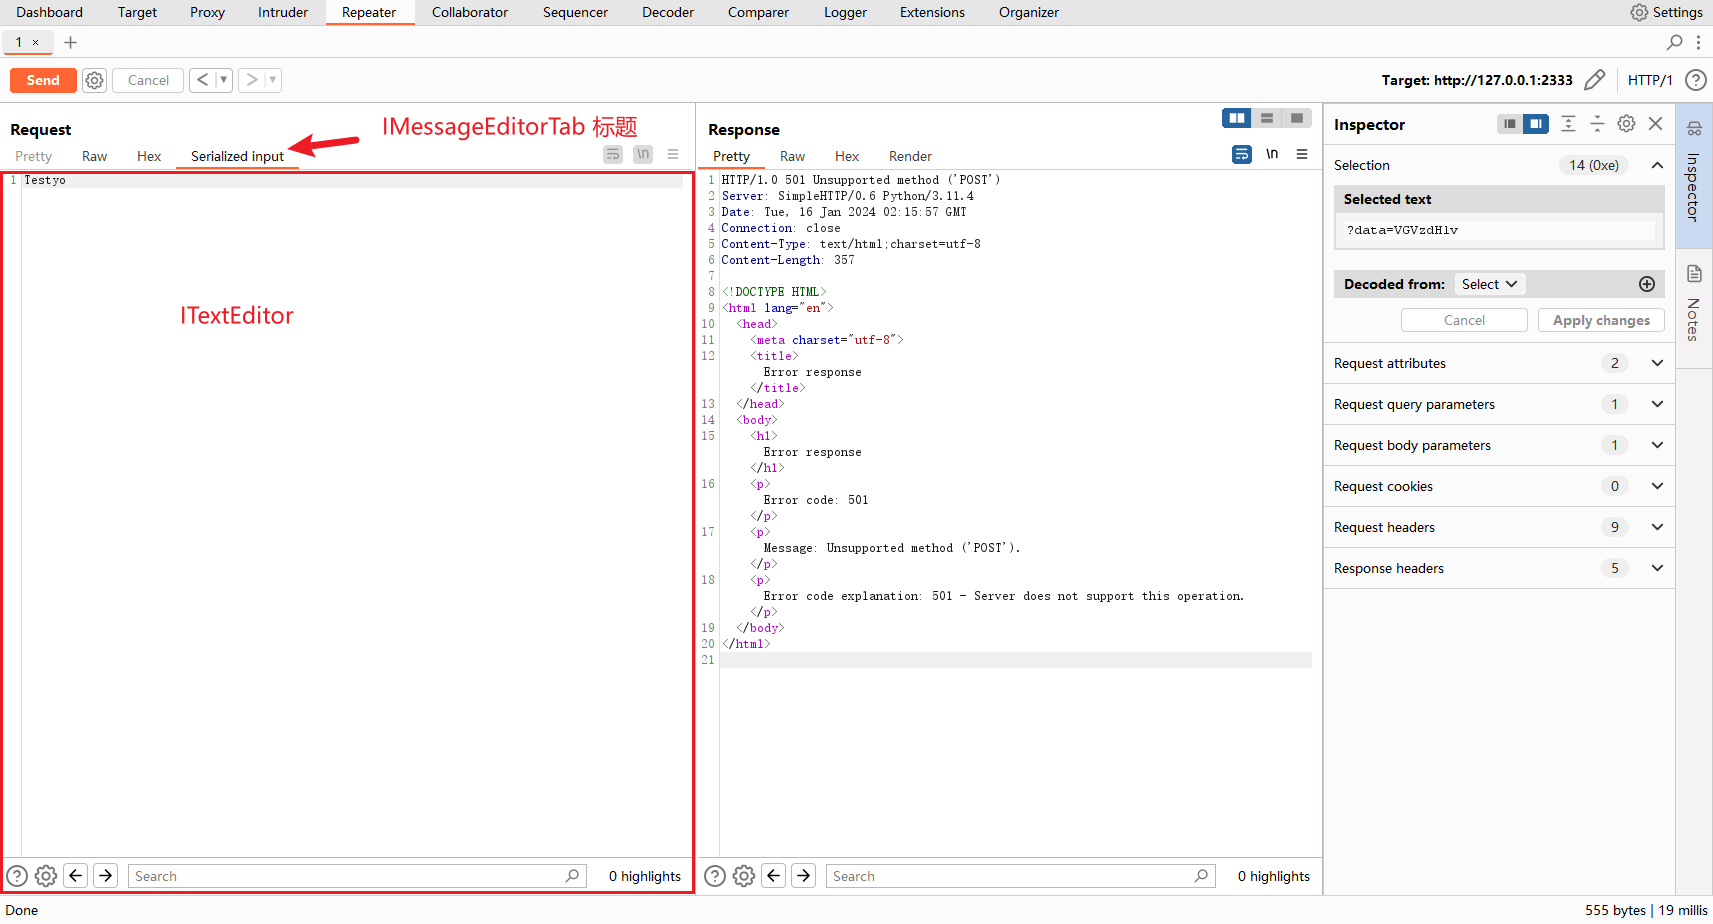 Dashboard Target Proxy Intruder Repeater Collaborator Sequencer Decoder Comparer Logger Extensions Organizer Settings
1 × +
Send Cancel < ▼ > ▼ Target: http://127.0.0.1:2333 HTTP/1 ?
Request
IMessageEditorTab 标题
Pretty Raw Hex Serialized input \n
1 Testyo
ITextEditor
? Search 0 highlights
Response
Pretty Raw Hex Render \n
1 HTTP/1.0 501 Unsupported method ('POST')
2 Server: SimpleHTTP/0.6 Python/3.11.4
3 Date: Tue, 16 Jan 2024 02:15:57 GMT
4 Connection: close
5 Content-Type: text/html;charset=utf-8
6 Content-Length: 357
7
8 <!DOCTYPE HTML>
9 <html lang="en">
10 <head>
11 <meta charset="utf-8">
12 <title>
Error response
</title>
13 </head>
14 <body>
15 <h1>
Error response
</h1>
16 <p>
Error code: 501
</p>
17 <p>
Message: Unsupported method ('POST').
</p>
18 <p>
Error code explanation: 501 - Server does not support this operation.
</p>
19 </body>
20 </html>
21
? Search 0 highlights
Inspector
Selection 14 (0xe)
Selected text
?data=VGVzdHlv
Decoded from: Select
Cancel Apply changes
Request attributes 2
Request query parameters 1
Request body parameters 1
Request cookies 0
Request headers 9
Response headers 5
Inspector
Notes
Done 555 bytes | 19 millis